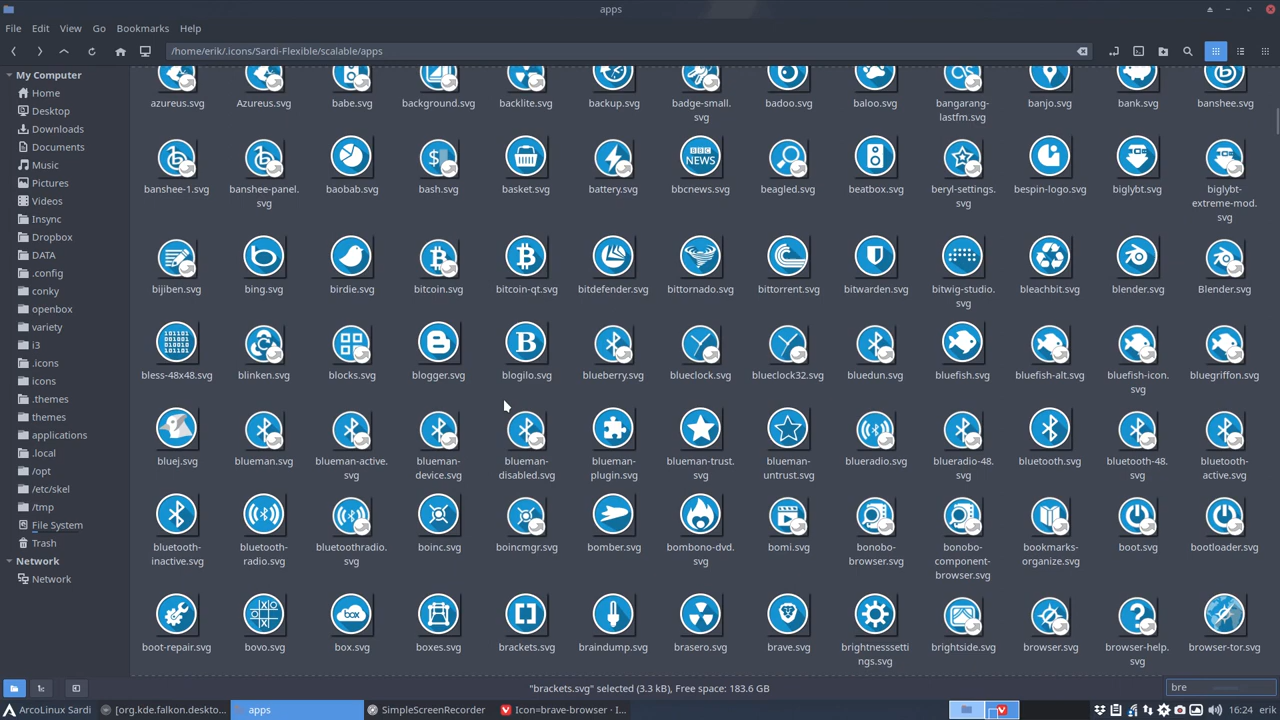 apps
File Edit View Go Bookmarks Help
/home/erik/.icons/Sardi-Flexible/scalable/apps
My Computer
Home
Desktop
Downloads
Documents
Music
Pictures
Videos
Insync
Dropbox
DATA
.config
conky
openbox
variety
i3
.icons
icons
.themes
themes
applications
.local
/opt
/etc/skel
/tmp
File System
Trash
Network
Network
azureus.svg Azureus.svg babe.svg background.svg backlite.svg backup.svg badge-small.svg badoo.svg baloo.svg bangarang-lastfm.svg banjo.svg bank.svg banshee.svg
BBC
NEWS
banshee-1.svg banshee-panel.svg baobab.svg bash.svg basket.svg battery.svg bbcnews.svg beagled.svg beatbox.svg beryl-settings.svg bespin-logo.svg biglybt.svg biglybt-extreme-mod.svg
bijiben.svg bing.svg birdie.svg bitcoin.svg bitcoin-qt.svg bitdefender.svg bittornado.svg bittorrent.svg bitwarden.svg bitwig-studio.svg bleachbit.svg blender.svg Blender.svg
bless-48x48.svg blinken.svg blocks.svg blogger.svg blogilo.svg blueberry.svg blueclock.svg blueclock32.svg bluedun.svg bluefish.svg bluefish-alt.svg bluefish-icon.svg bluegriffon.svg
bluej.svg blueman.svg blueman-active.svg blueman-device.svg blueman-disabled.svg blueman-plugin.svg blueman-trust.svg blueman-untrust.svg blueradio.svg blueradio-48.svg bluetooth.svg bluetooth-48.svg bluetooth-active.svg
bluetooth-inactive.svg bluetooth-radio.svg bluetoothradio.svg boinc.svg boincmgr.svg bomber.svg bombono-dvd.svg bomi.svg bonobo-browser.svg bonobo-component-browser.svg bookmarks-organize.svg boot.svg bootloader.svg
box
boot-repair.svg bovo.svg box.svg boxes.svg brackets.svg braindump.svg brasero.svg brave.svg brightnesssettings.svg brightside.svg browser.svg browser-help.svg browser-tor.svg
"brackets.svg" selected (3.3 kB), Free space: 183.6 GB
bre
ArcoLinux Sardi [org.kde.falkon.deskto... apps SimpleScreenRecorder Icon=brave-browser · I... 16:24 erik